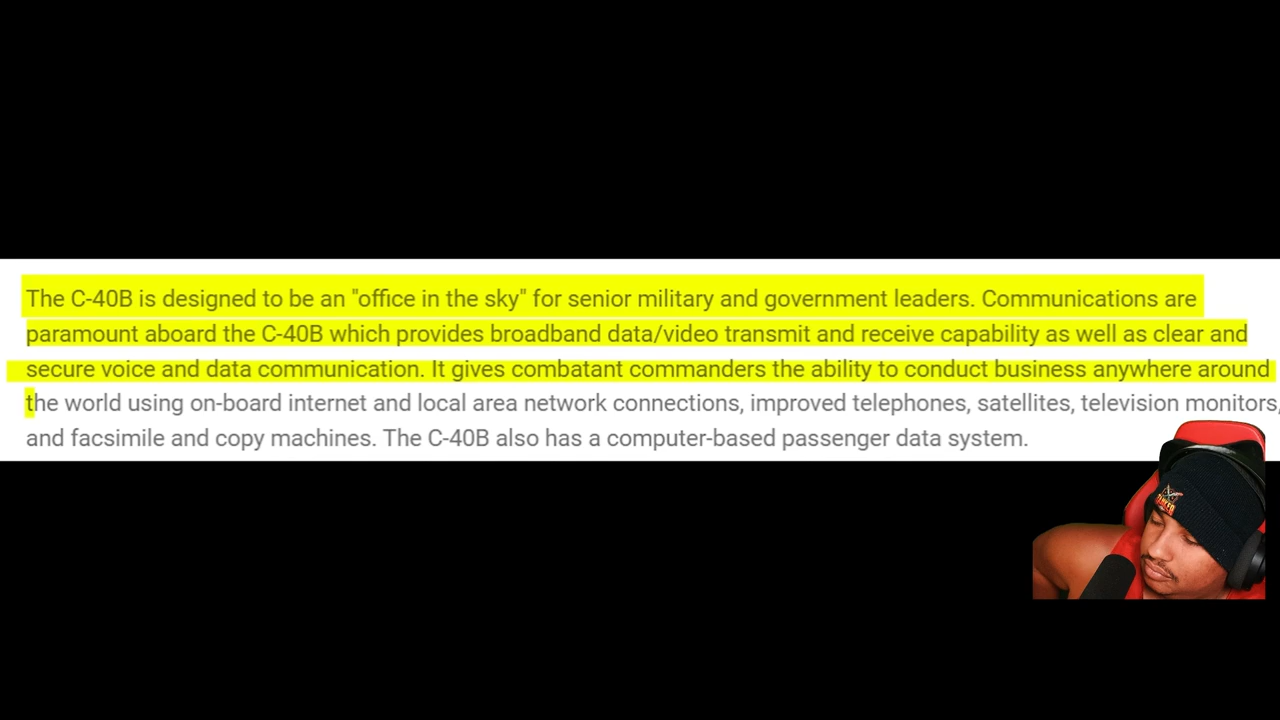 The C-40B is designed to be an "office in the sky" for senior military and government leaders. Communications are
paramount aboard the C-40B which provides broadband data/video transmit and receive capability as well as clear and
secure voice and data communication. It gives combatant commanders the ability to conduct business anywhere around
the world using on-board internet and local area network connections, improved telephones, satellites, television monitors,
and facsimile and copy machines. The C-40B also has a computer-based passenger data system.